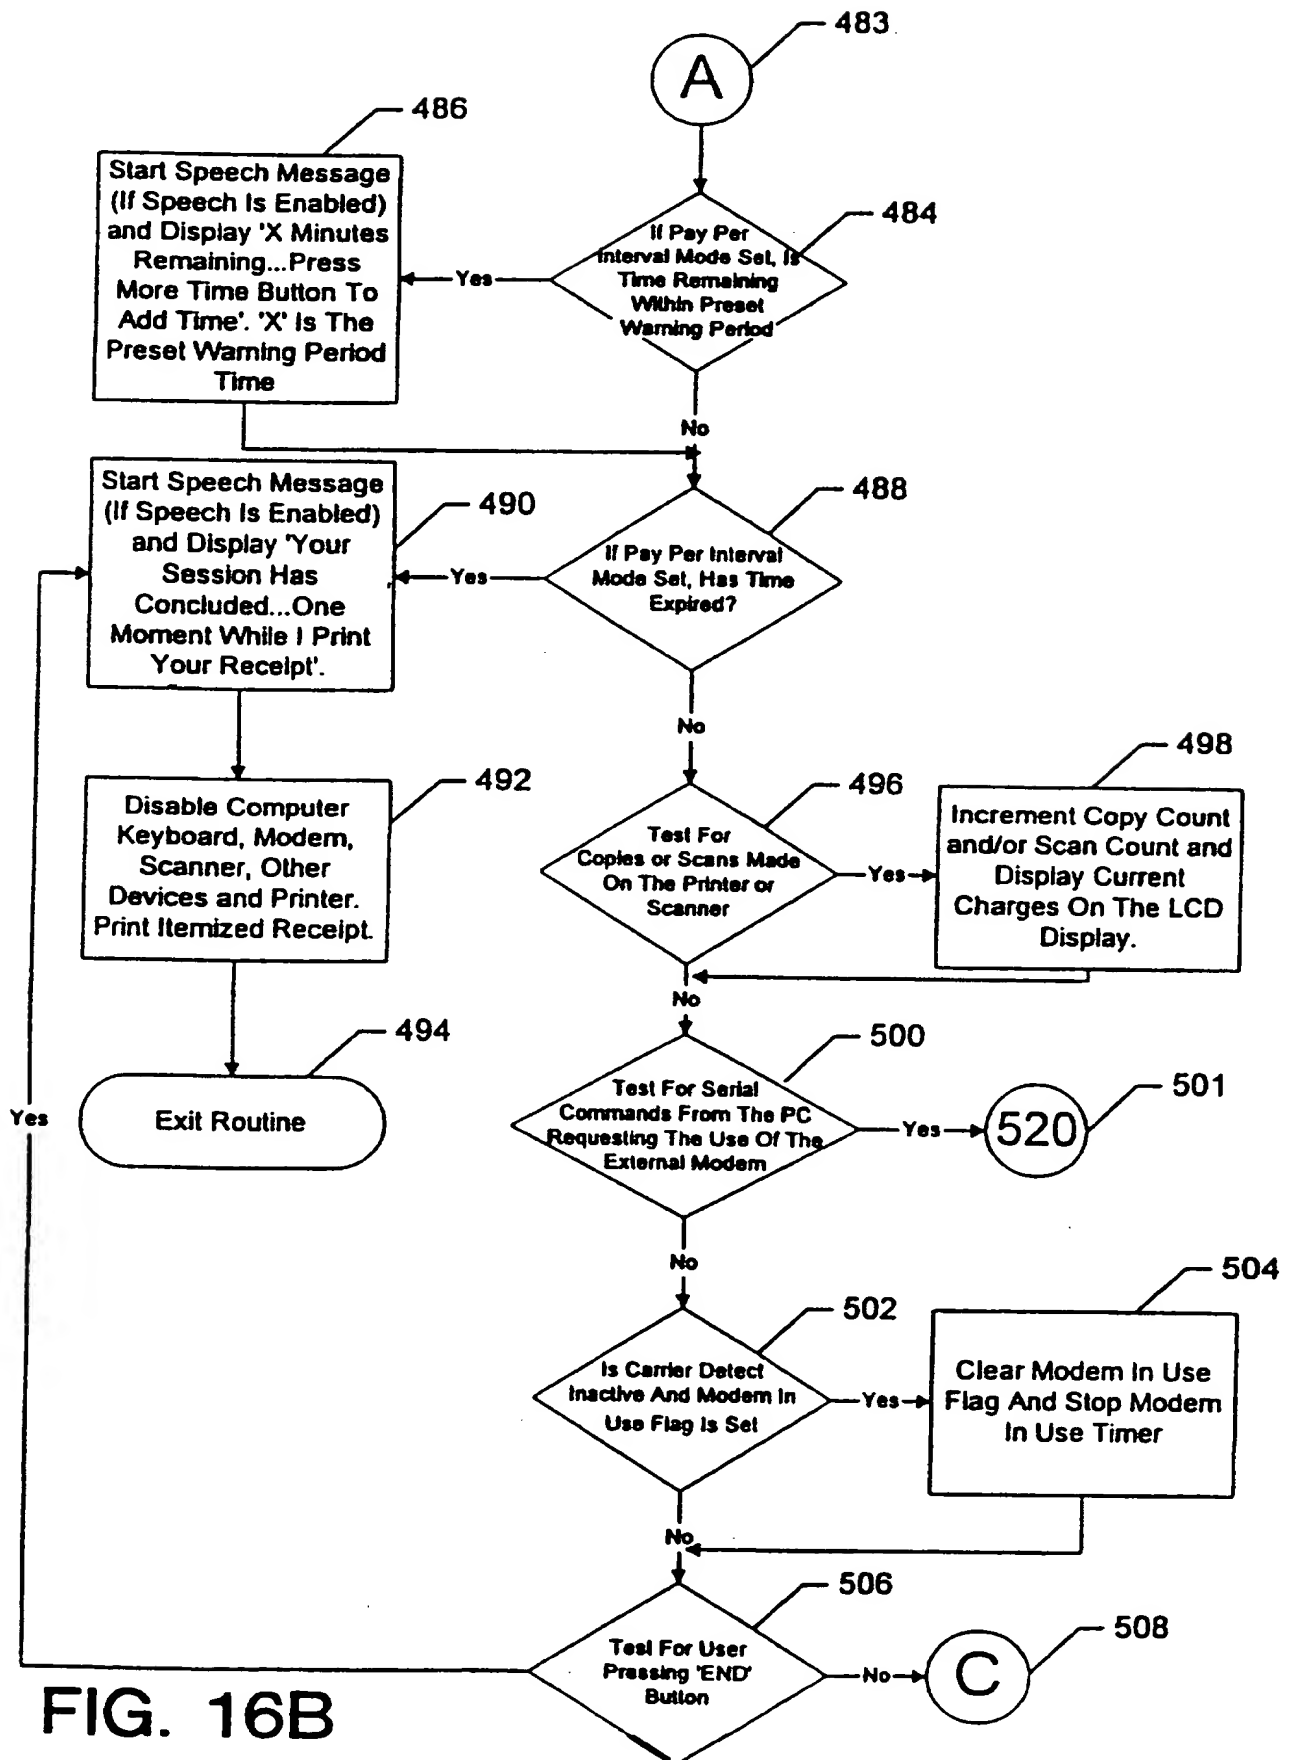 483
A
486
Start Speech Message
(If Speech Is Enabled)
and Display 'X Minutes
Remaining...Press
More Time Button To
Add Time'. 'X' Is The
Preset Warning Period
Time
484
If Pay Per
Interval Mode Set, Is
Time Remaining
Within Preset
Warning Period
Yes
No
490
Start Speech Message
(If Speech Is Enabled)
and Display 'Your
Session Has
Concluded...One
Moment While I Print
Your Receipt'.
488
If Pay Per Interval
Mode Set, Has Time
Expired?
Yes
No
492
Disable Computer
Keyboard, Modem,
Scanner, Other
Devices and Printer.
Print Itemized Receipt.
496
Test For
Copies or Scans Made
On The Printer or
Scanner
Yes
498
Increment Copy Count
and/or Scan Count and
Display Current
Charges On The LCD
Display.
No
494
Exit Routine
500
Test For Serial
Commands From The PC
Requesting The Use Of The
External Modem
Yes
501
520
Yes
No
502
Is Carrier Detect
Inactive And Modem In
Use Flag Is Set
Yes
504
Clear Modem In Use
Flag And Stop Modem
In Use Timer
No
506
Test For User
Pressing 'END'
Button
No
508
C
FIG. 16B